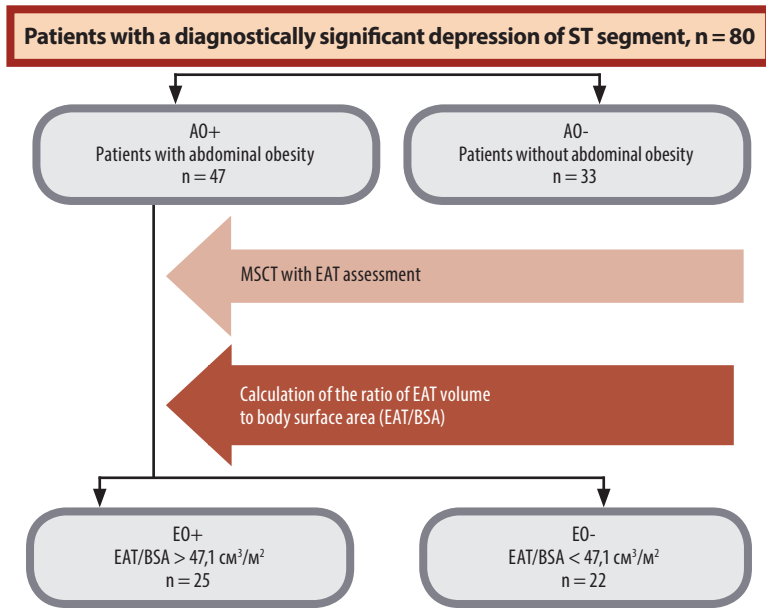 Patients with a diagnostically significant depression of ST segment, n = 80
AO+
Patients with abdominal obesity
n = 47
AO-
Patients without abdominal obesity
n = 33
MSCT with EAT assessment
Calculation of the ratio of EAT volume
to body surface area (EAT/BSA)
EO+
EAT/BSA > 47,1 см³/м²
n = 25
EO-
EAT/BSA < 47,1 см³/м²
n = 22